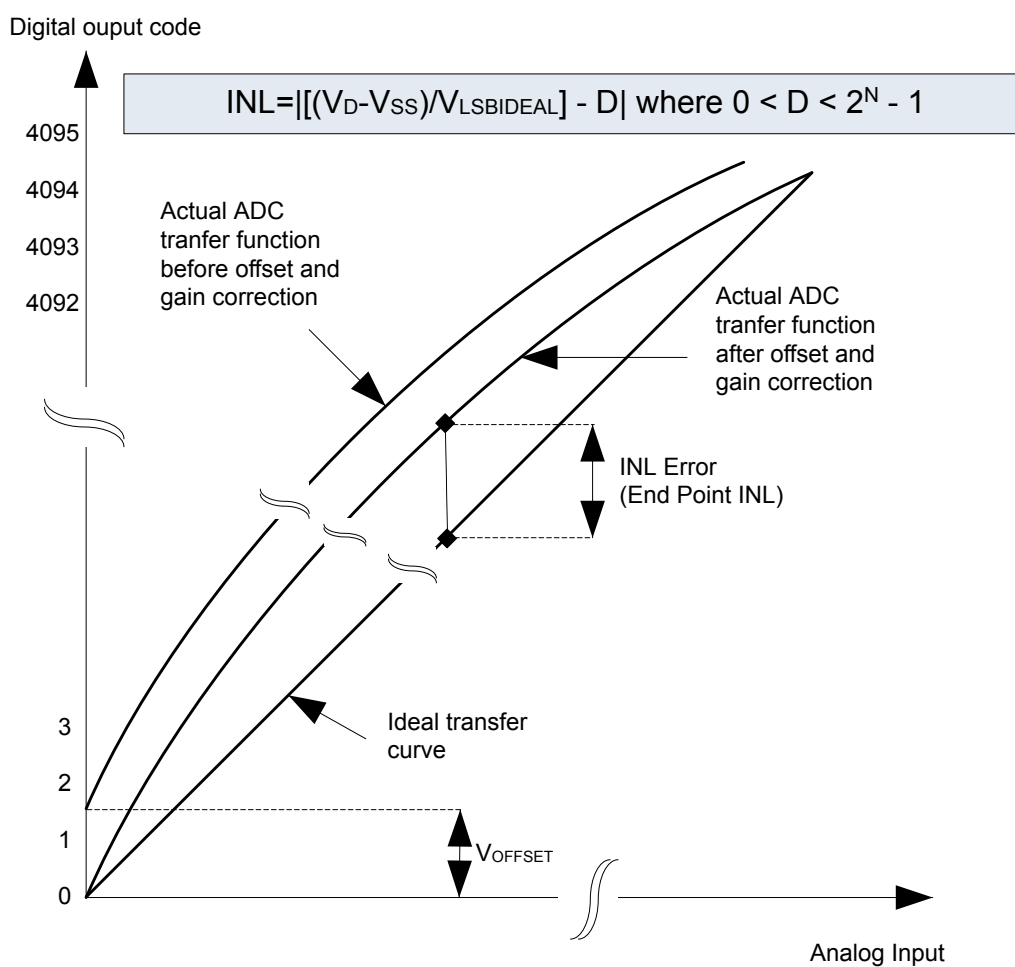 Digital ouput code
INL=|[(VD-VSS)/VLSBIDEAL] - D| where 0 < D < 2^N - 1
4095
4094
4093
4092
Actual ADC
tranfer function
before offset and
gain correction
Actual ADC
tranfer function
after offset and
gain correction
INL Error
(End Point INL)
3
2
1
0
Ideal transfer
curve
VOFFSET
Analog Input